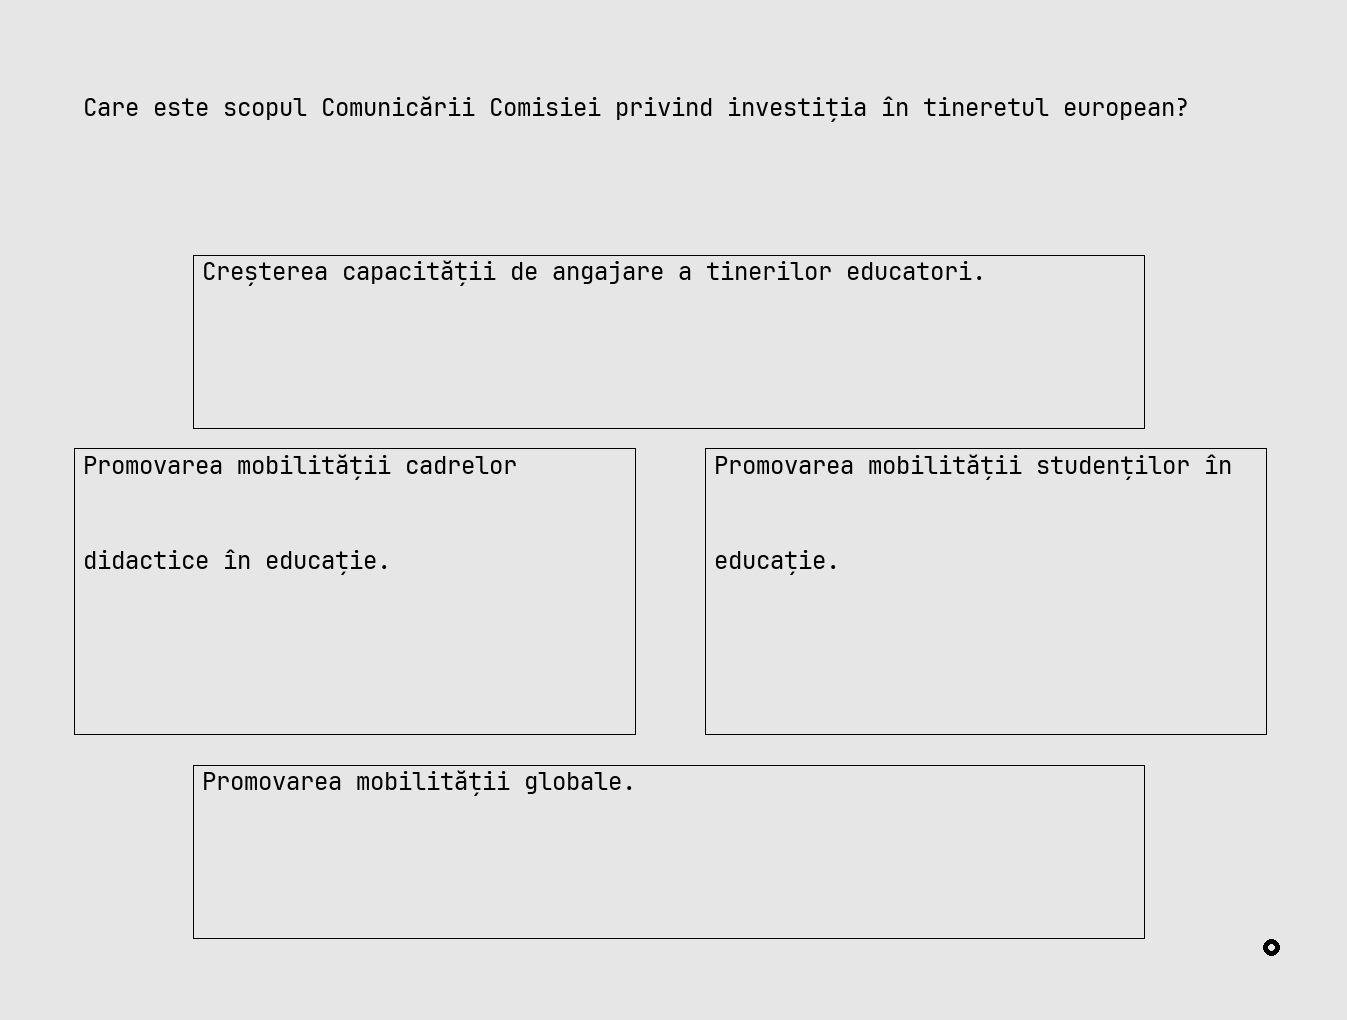 Care este scopul Comunicării Comisiei privind investiția în tineretul european?
Creșterea capacității de angajare a tinerilor educatori.
Promovarea mobilității cadrelor
didactice în educație.
Promovarea mobilității studenților în
educație.
Promovarea mobilității globale.